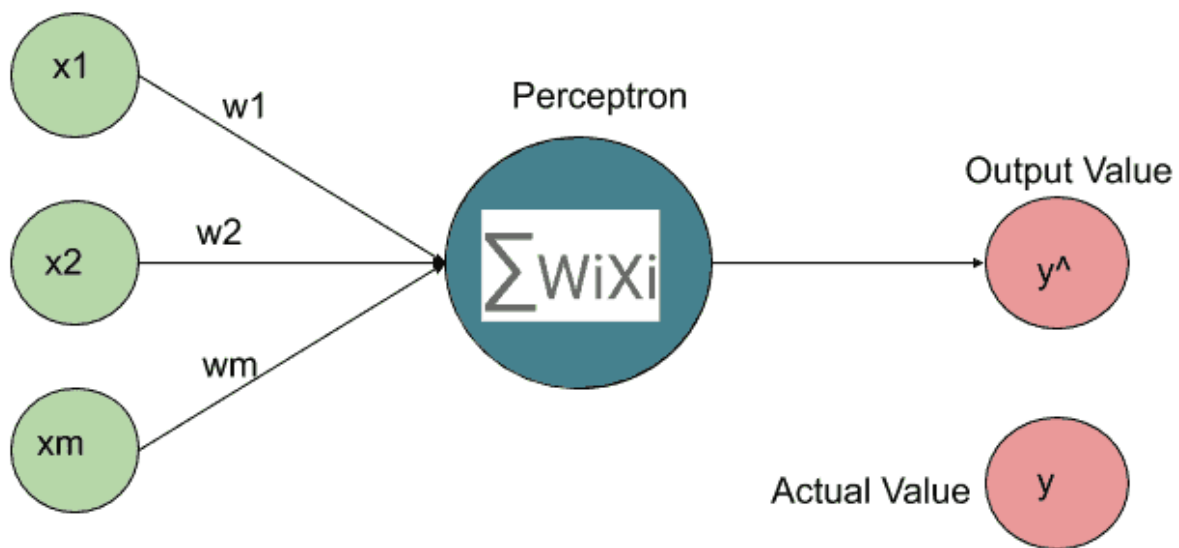 x1
w1
Perceptron
Output Value
x2
w2
∑WiXi
y^
wm
xm
Actual Value
y